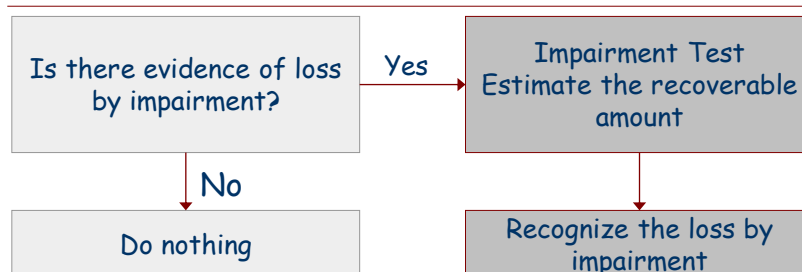 Is there evidence of loss
by impairment?
Yes
Impairment Test
Estimate the recoverable
amount
No
Do nothing
Recognize the loss by
impairment